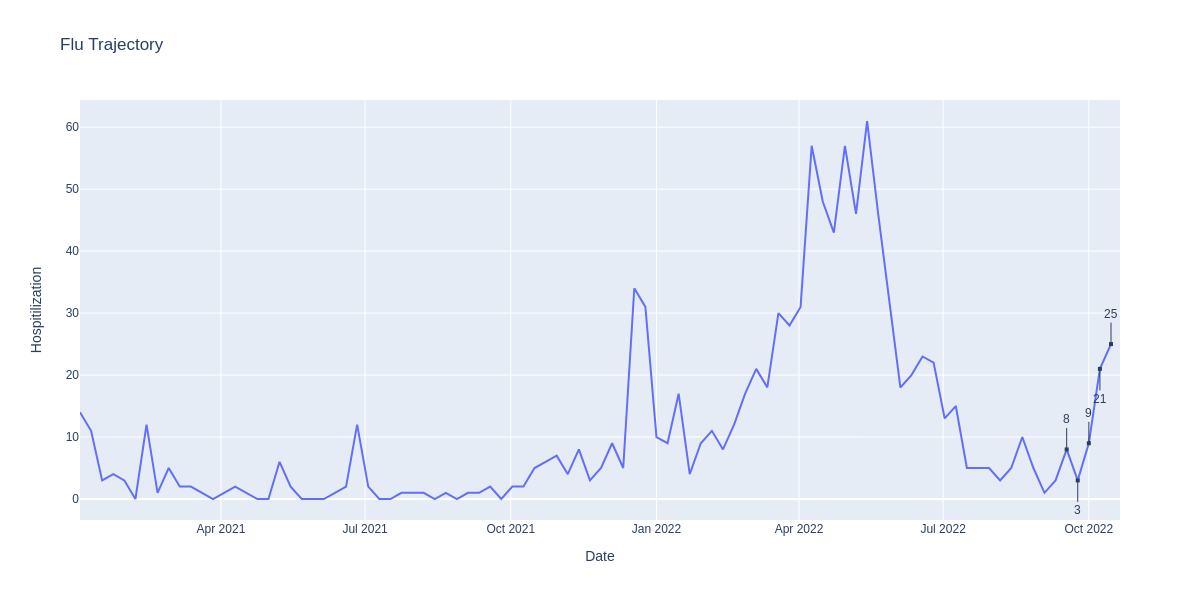 Flu Trajectory
60
50
40
30
20
10
0
Hospitilization
25
21
9
8
3
Apr 2021
Jul 2021
Oct 2021
Jan 2022
Apr 2022
Jul 2022
Oct 2022
Date